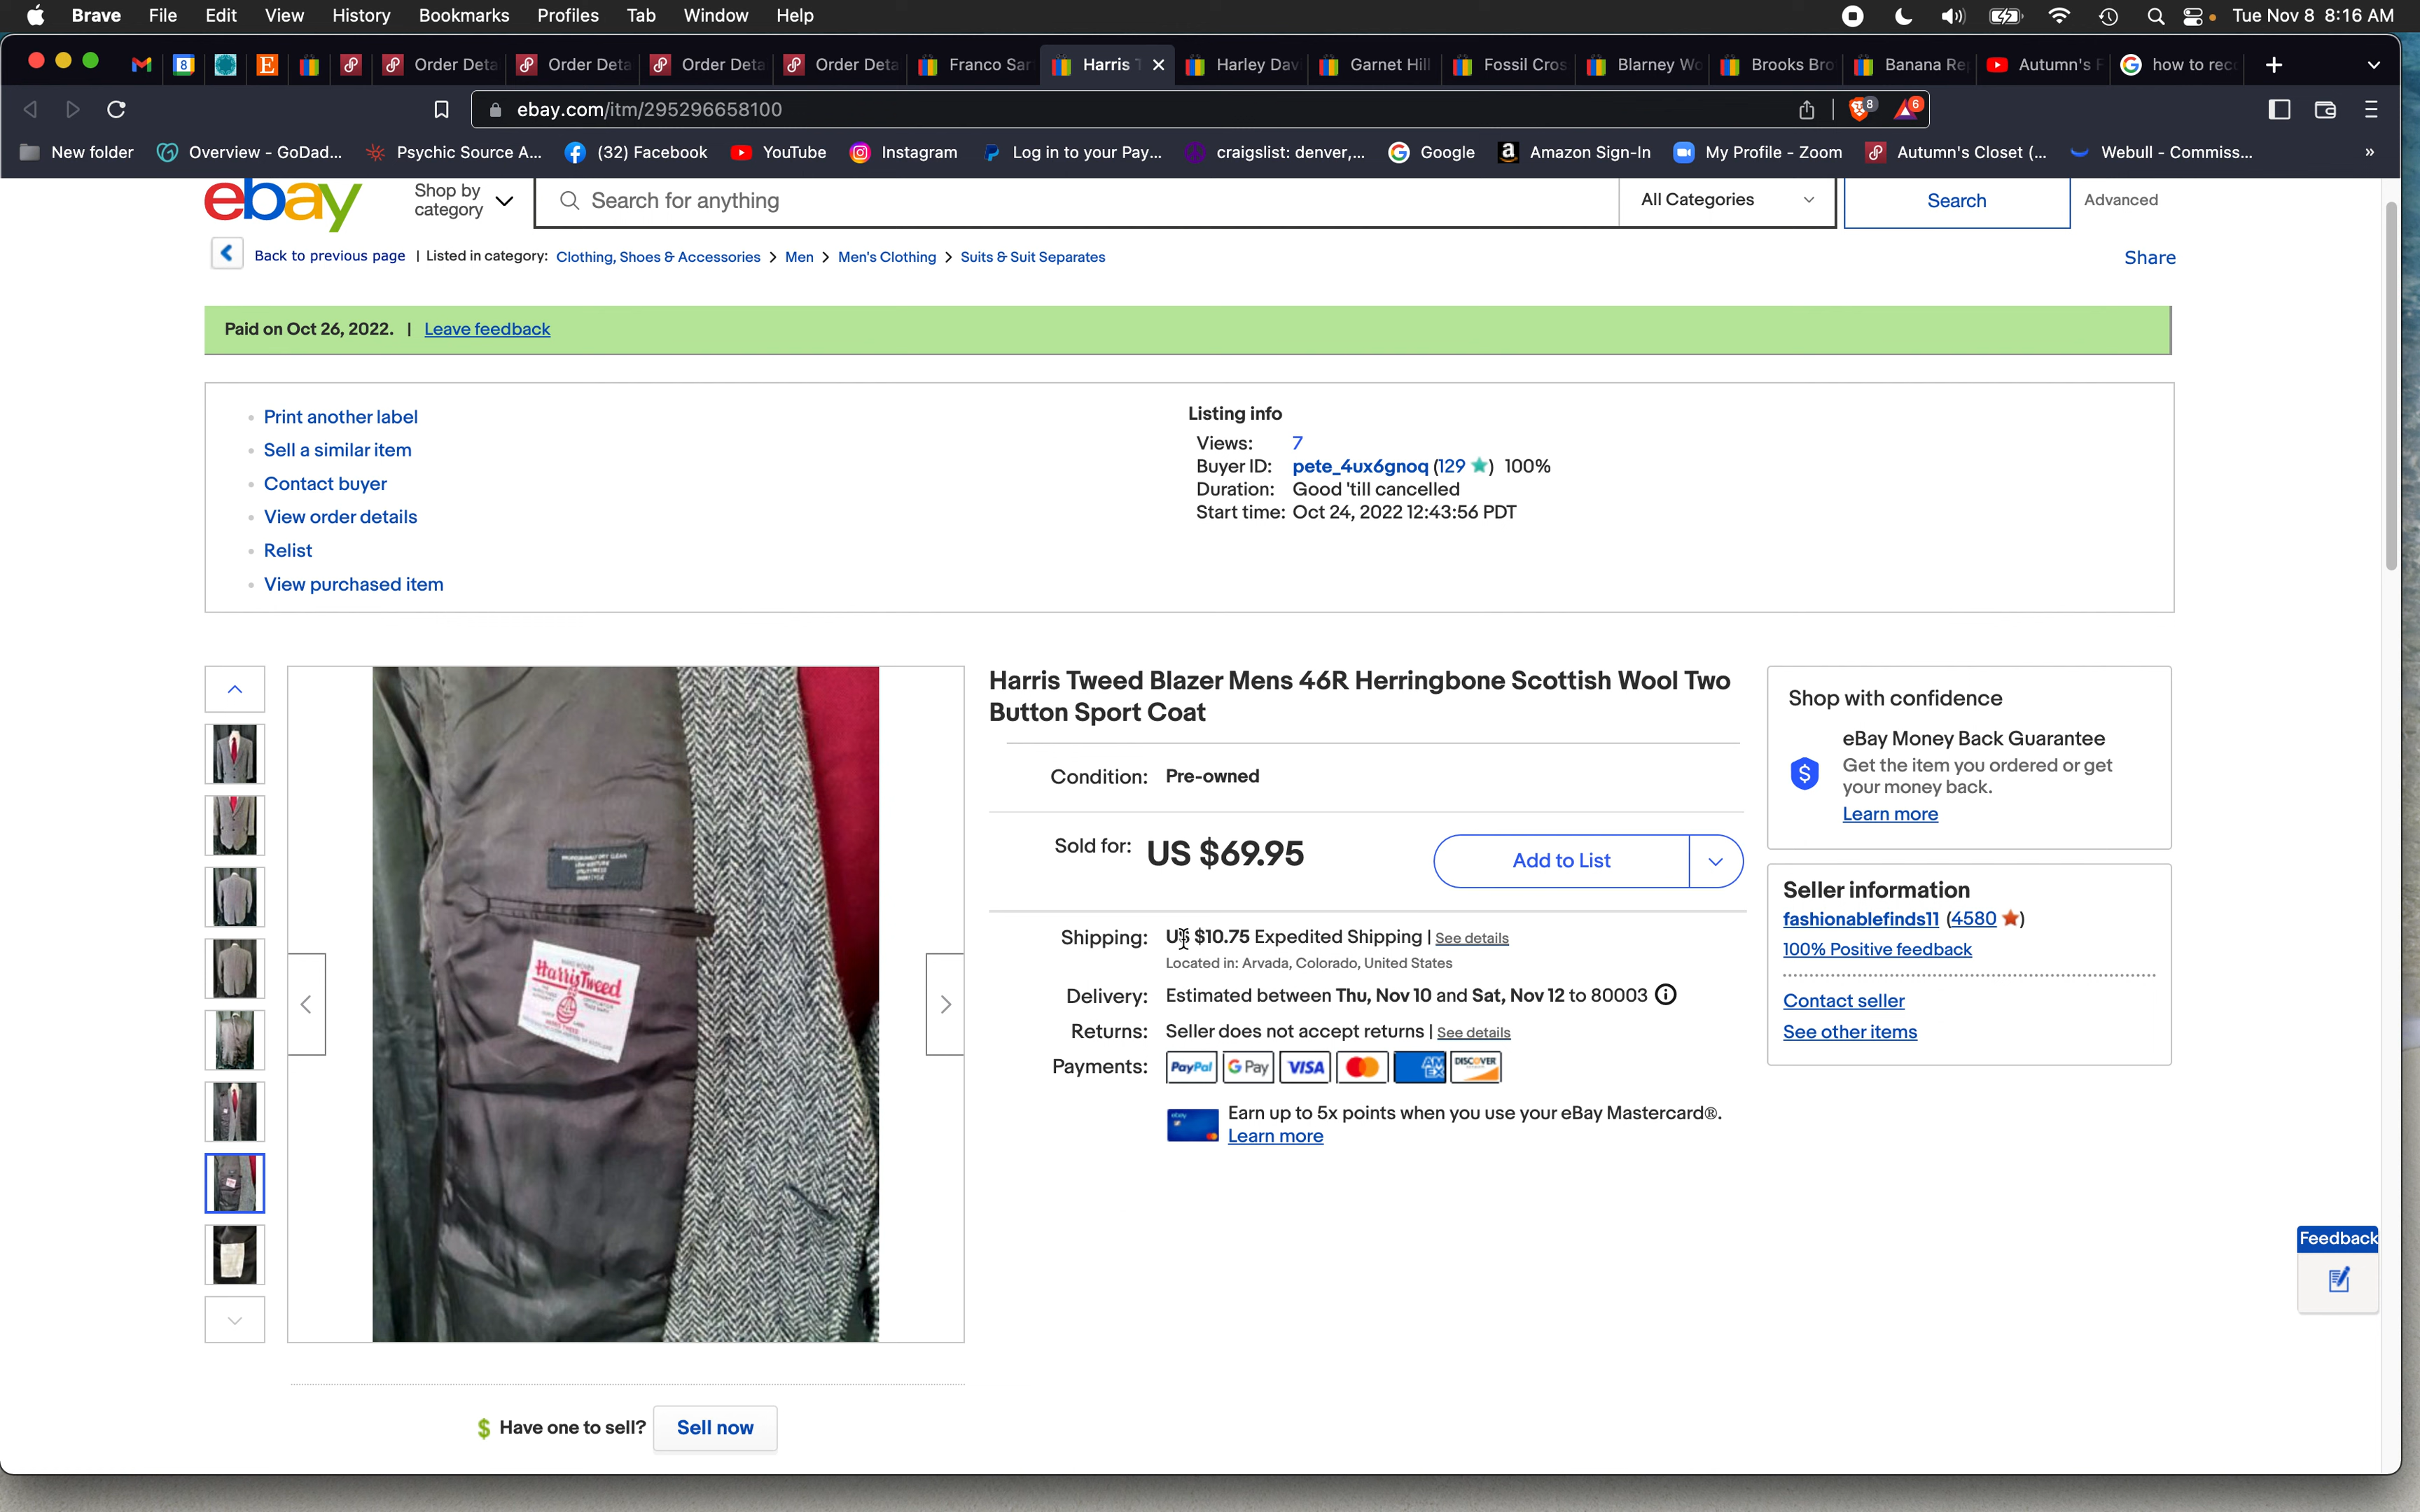 Brave File Edit View History Bookmarks Profiles Tab Window Help Tue Nov 8 8:16 AM
8 Order Deta Order Deta Order Deta Order Deta Franco Sar Harris T Harley Dav Garnet Hill Fossil Cros Blarney Wo Brooks Bro Banana Re Autumn's F how to rec
ebay.com/itm/295296658100 8 6
New folder Overview - GoDad... Psychic Source A... (32) Facebook YouTube Instagram Log in to your Pay... craigslist: denver,... Google Amazon Sign-In My Profile - Zoom Autumn's Closet (... Webull - Commiss... »
ebay Shop by category Search for anything All Categories Search Advanced
Back to previous page | Listed in category: Clothing, Shoes & Accessories > Men > Men's Clothing > Suits & Suit Separates Share
Paid on Oct 26, 2022. | Leave feedback
Print another label
Sell a similar item
Contact buyer
View order details
Relist
View purchased item
Listing info
Views: 7
Buyer ID: pete_4ux6gnoq (129) 100%
Duration: Good 'till cancelled
Start time: Oct 24, 2022 12:43:56 PDT
Harris Tweed
Harris Tweed Blazer Mens 46R Herringbone Scottish Wool Two
Button Sport Coat
Condition: Pre-owned
Sold for: US $69.95 Add to List
Shipping: US $10.75 Expedited Shipping | See details
Located in: Arvada, Colorado, United States
Delivery: Estimated between Thu, Nov 10 and Sat, Nov 12 to 80003
Returns: Seller does not accept returns | See details
Payments: PayPal G Pay VISA AMEX DISCOVER
ebay Earn up to 5x points when you use your eBay Mastercard®.
Learn more
Shop with confidence
eBay Money Back Guarantee
Get the item you ordered or get
your money back.
Learn more
Seller information
fashionablefinds11 (4580)
100% Positive feedback
Contact seller
See other items
Feedback
$ Have one to sell? Sell now